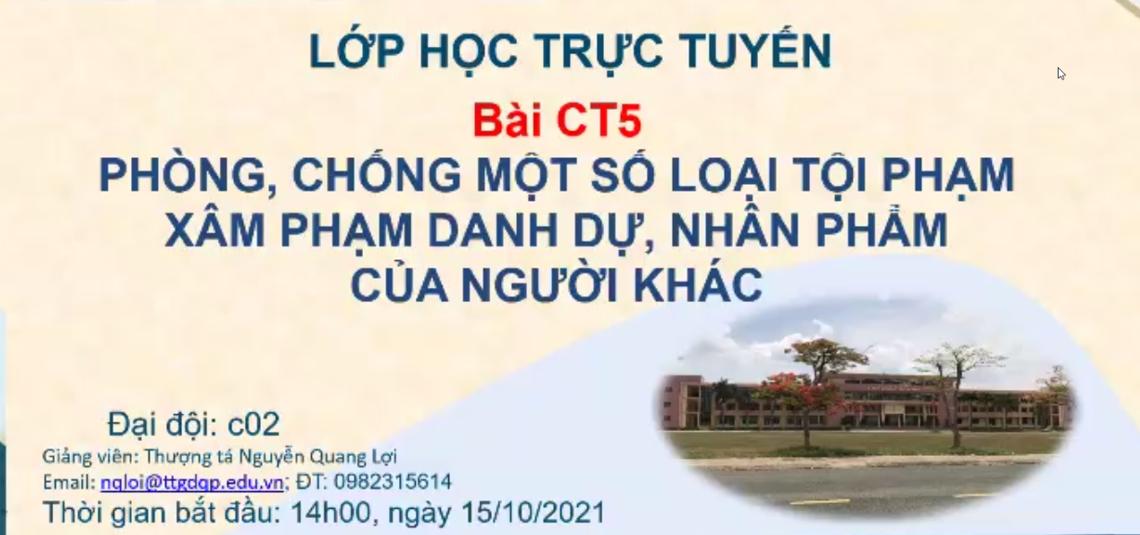 LỚP HỌC TRỰC TUYẾN
Bài CT5
PHÒNG, CHỐNG MỘT SỐ LOẠI TỘI PHẠM
XÂM PHẠM DANH DỰ, NHÂN PHẨM
CỦA NGƯỜI KHÁC
Đại đội: c02
Giảng viên: Thượng tá Nguyễn Quang Lợi
Email: nqloi@ttgdqp.edu.vn; ĐT: 0982315614
Thời gian bắt đầu: 14h00, ngày 15/10/2021